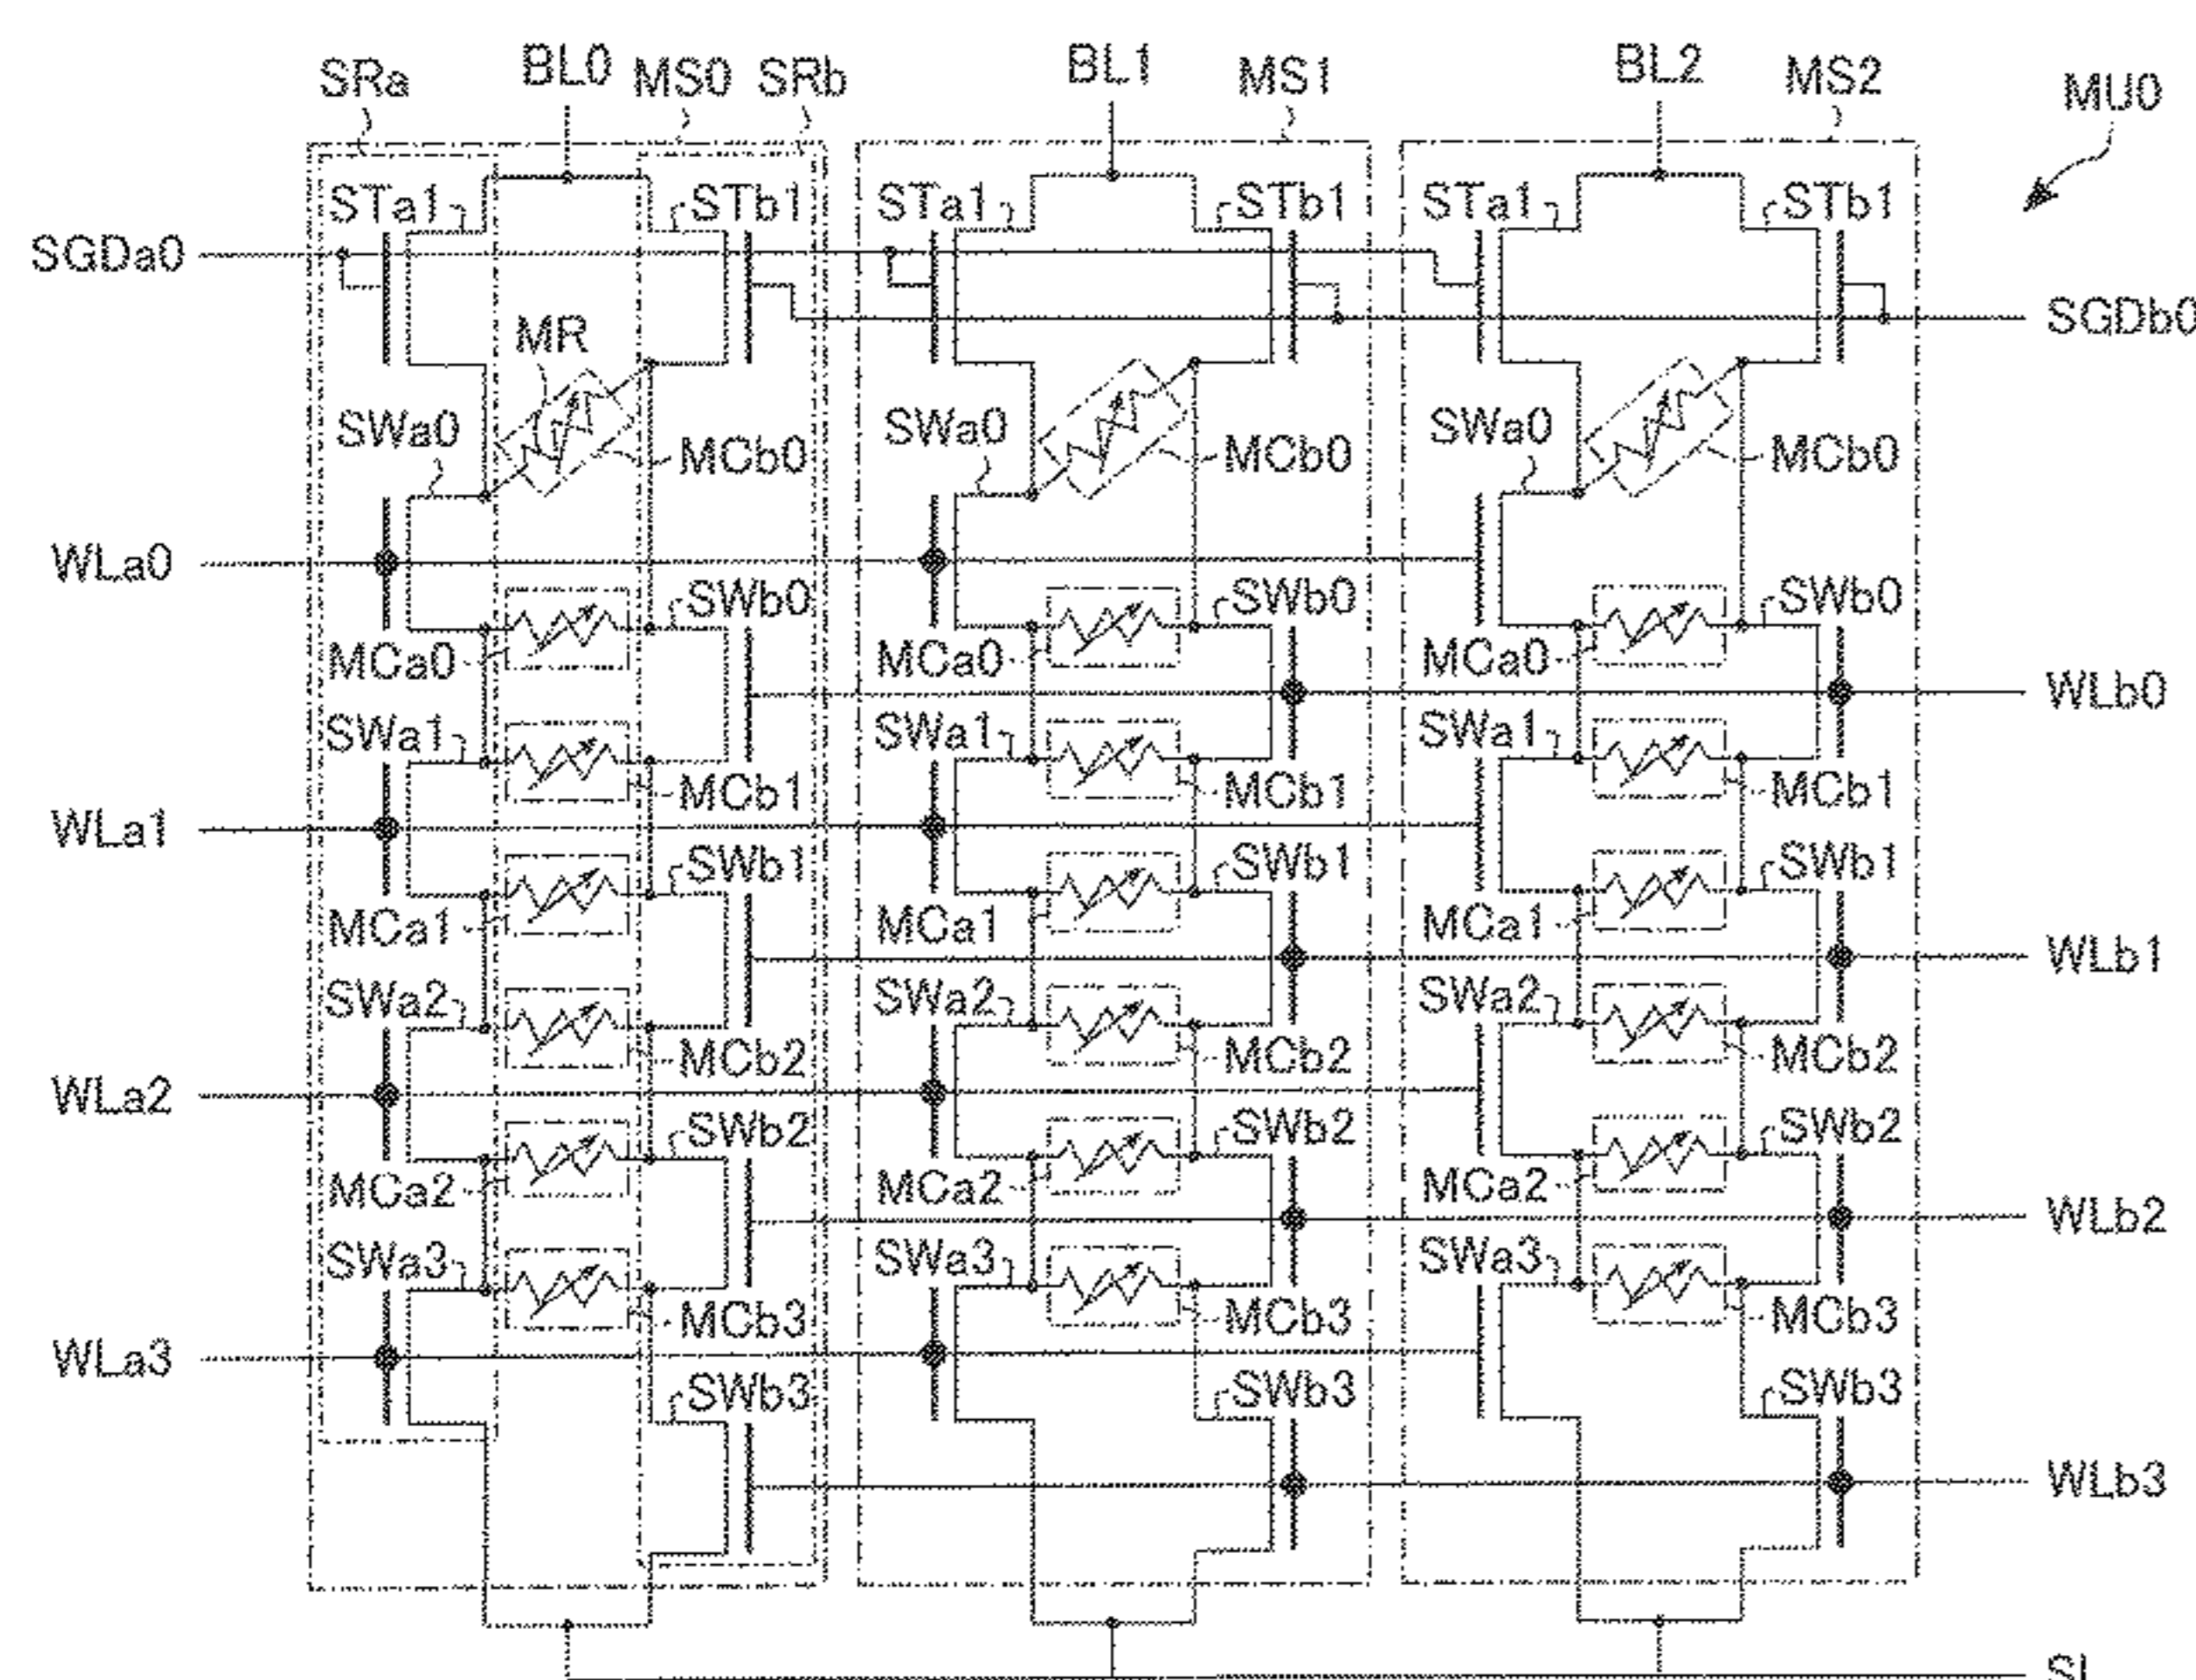 SRa BL0 MS0 SRb BL1 MS1 BL2 MS2 MU0
STa1 STb1 STa1 STb1 STa1 STb1
SGDa0
SGDb0
MR
SWa0 MCb0 SWa0 MCb0 SWa0 MCb0
WLa0
SWb0 SWb0 SWb0
MCa0 MCa0 MCa0
WLb0
SWa1 SWa1 SWa1
MCb1 MCb1 MCb1
WLa1
SWb1 SWb1 SWb1
MCa1 MCa1 MCa1
WLb1
SWa2 SWa2 SWa2
MCb2 MCb2 MCb2
WLa2
SWb2 SWb2 SWb2
MCa2 MCa2 MCa2
WLb2
SWa3 SWa3 SWa3
MCb3 MCb3 MCb3
WLa3
SWb3 SWb3 SWb3
WLb3